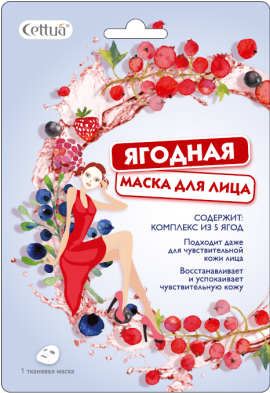 Cettua
ЯГОДНАЯ
МАСКА ДЛЯ ЛИЦА
СОДЕРЖИТ:
КОМПЛЕКС ИЗ 5 ЯГОД
Подходит даже
для чувствительной
кожи лица
Восстанавливает
и успокаивает
чувствительную кожу
1 тканевая маска